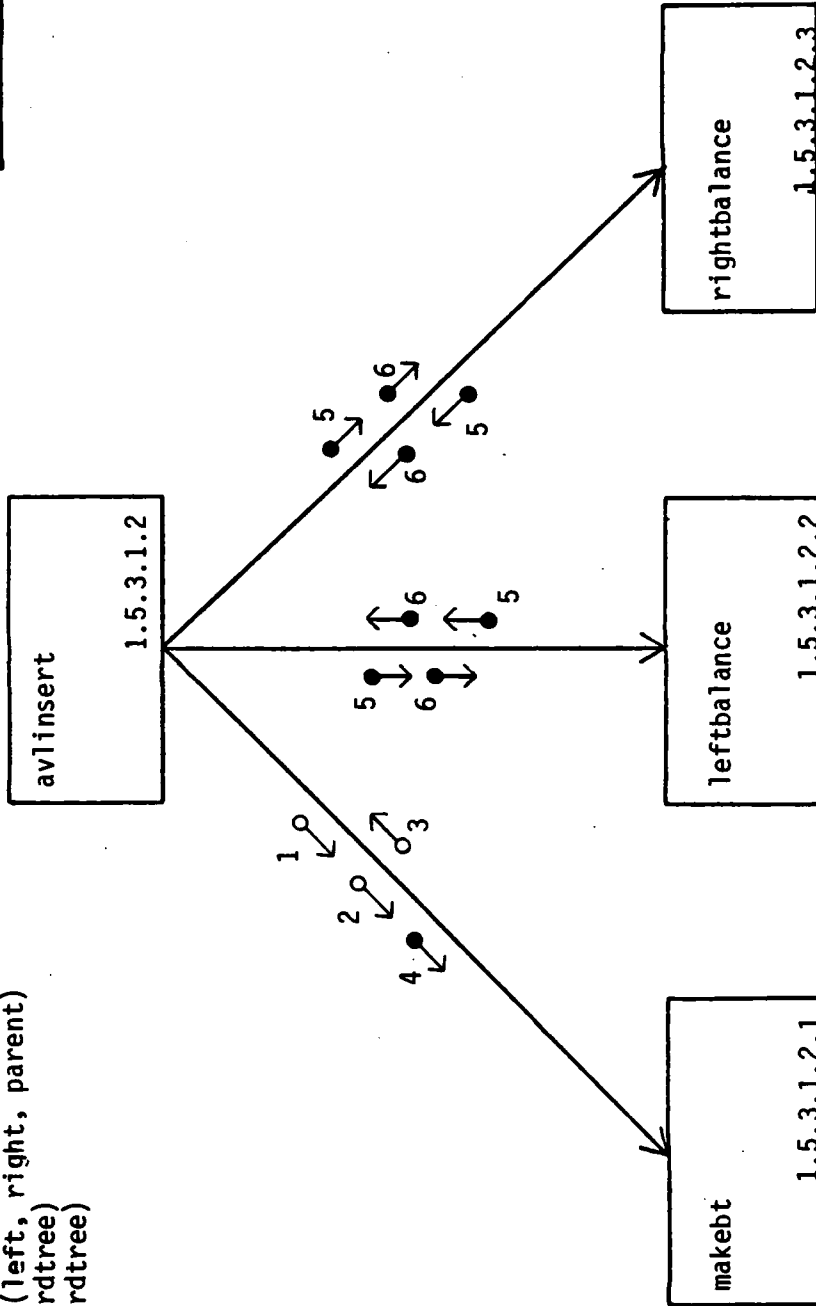 (left, right, parent)
rdtree)
rdtree)
avlinsert
1.5.3.1.2
1
2
4
3
5
6
6
5
5
6
6
5
makebt
1.5.3.1.2.1
leftbalance
1.5.3.1.2.2
rightbalance
1.5.3.1.2.3